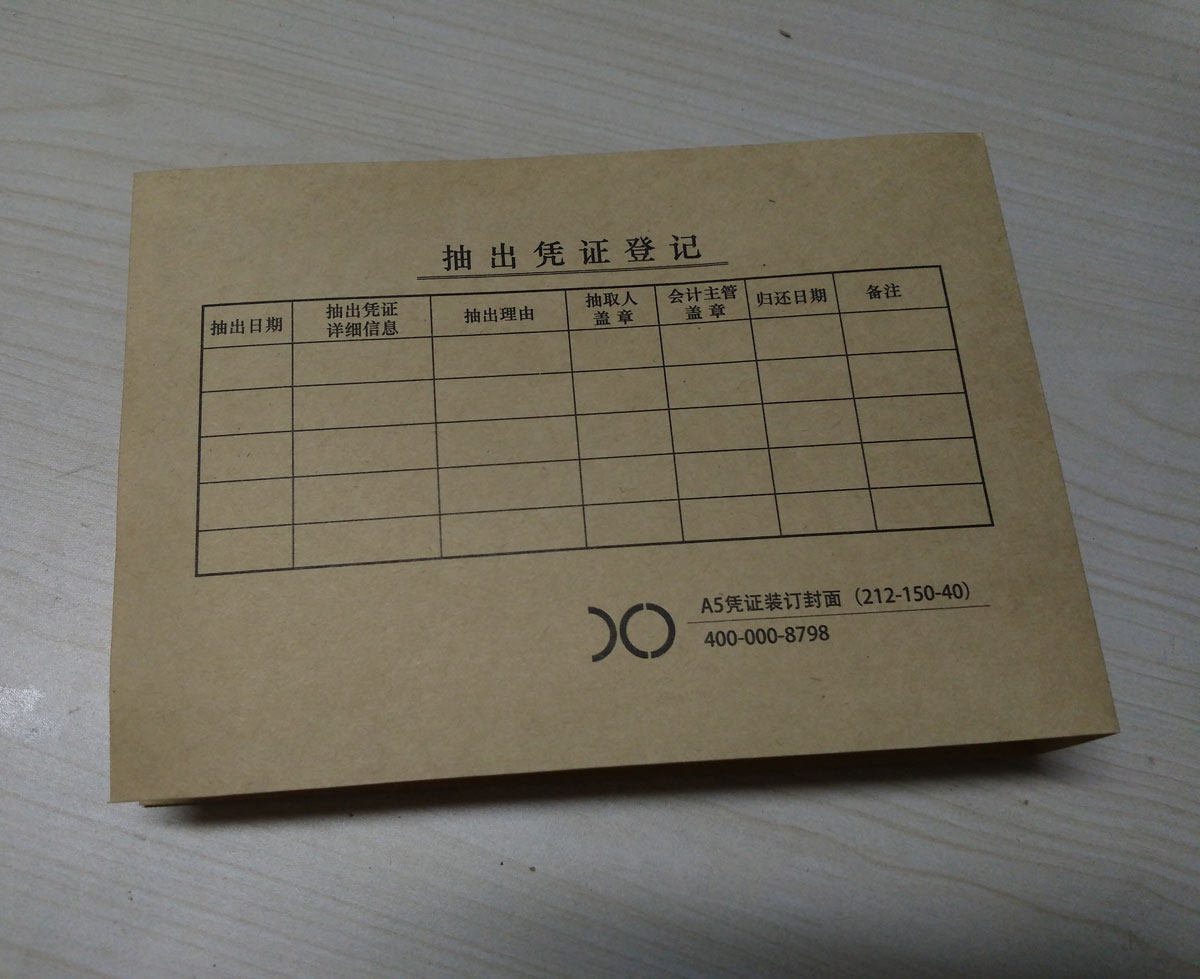 抽出凭证登记
抽出日期 抽出凭证详细信息 抽出理由 抽取人盖章 会计主管盖章 归还日期 备注
A5凭证装订封面（212-150-40）
400-000-8798